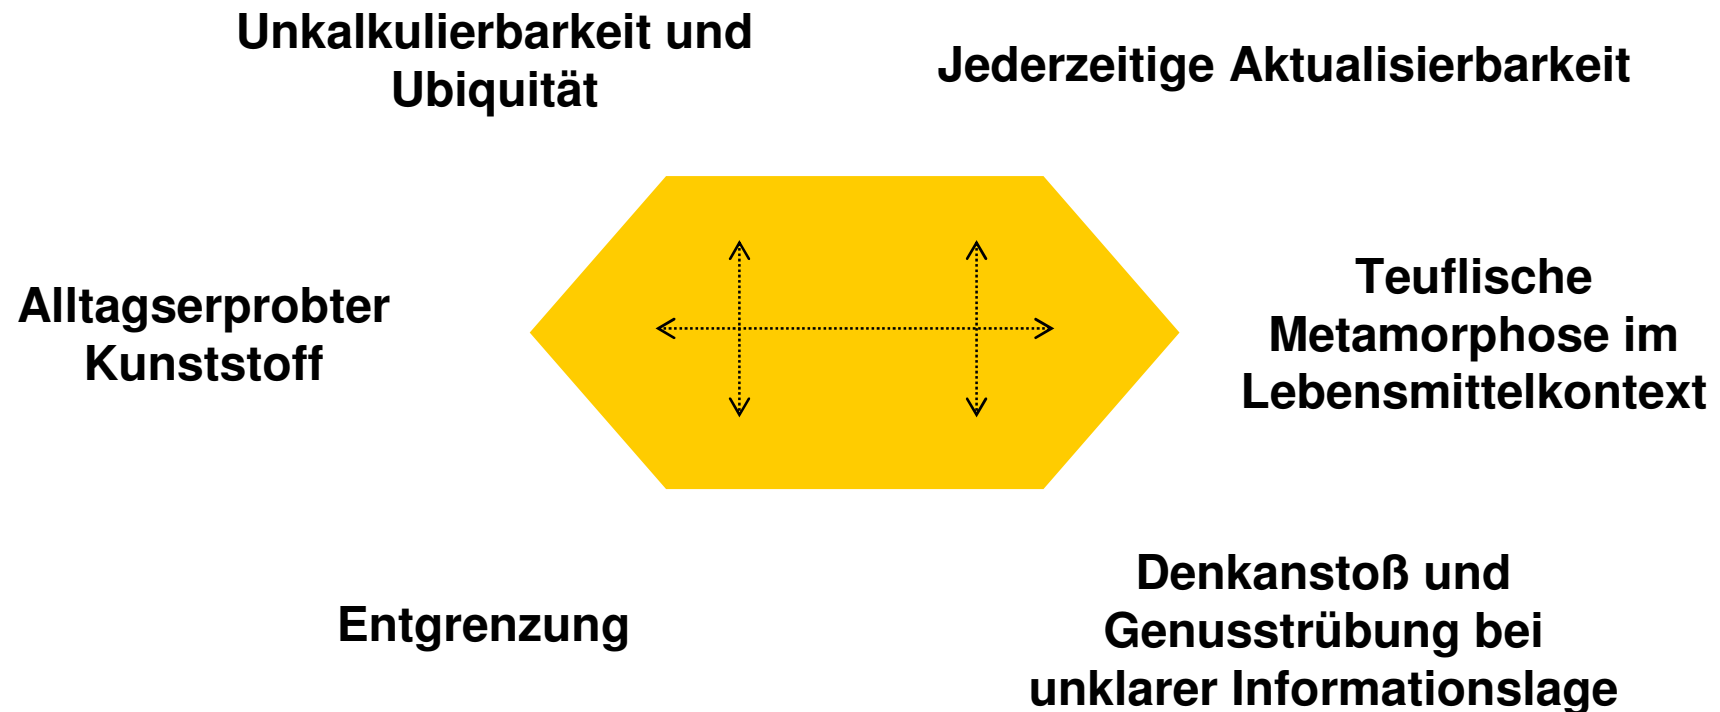 Unkalkulierbarkeit und
Ubiquität
Jederzeitige Aktualisierbarkeit
Alltagserprobter
Kunststoff
Teuflische
Metamorphose im
Lebensmittelkontext
Entgrenzung
Denkanstoß und
Genusstrübung bei
unklarer Informationslage